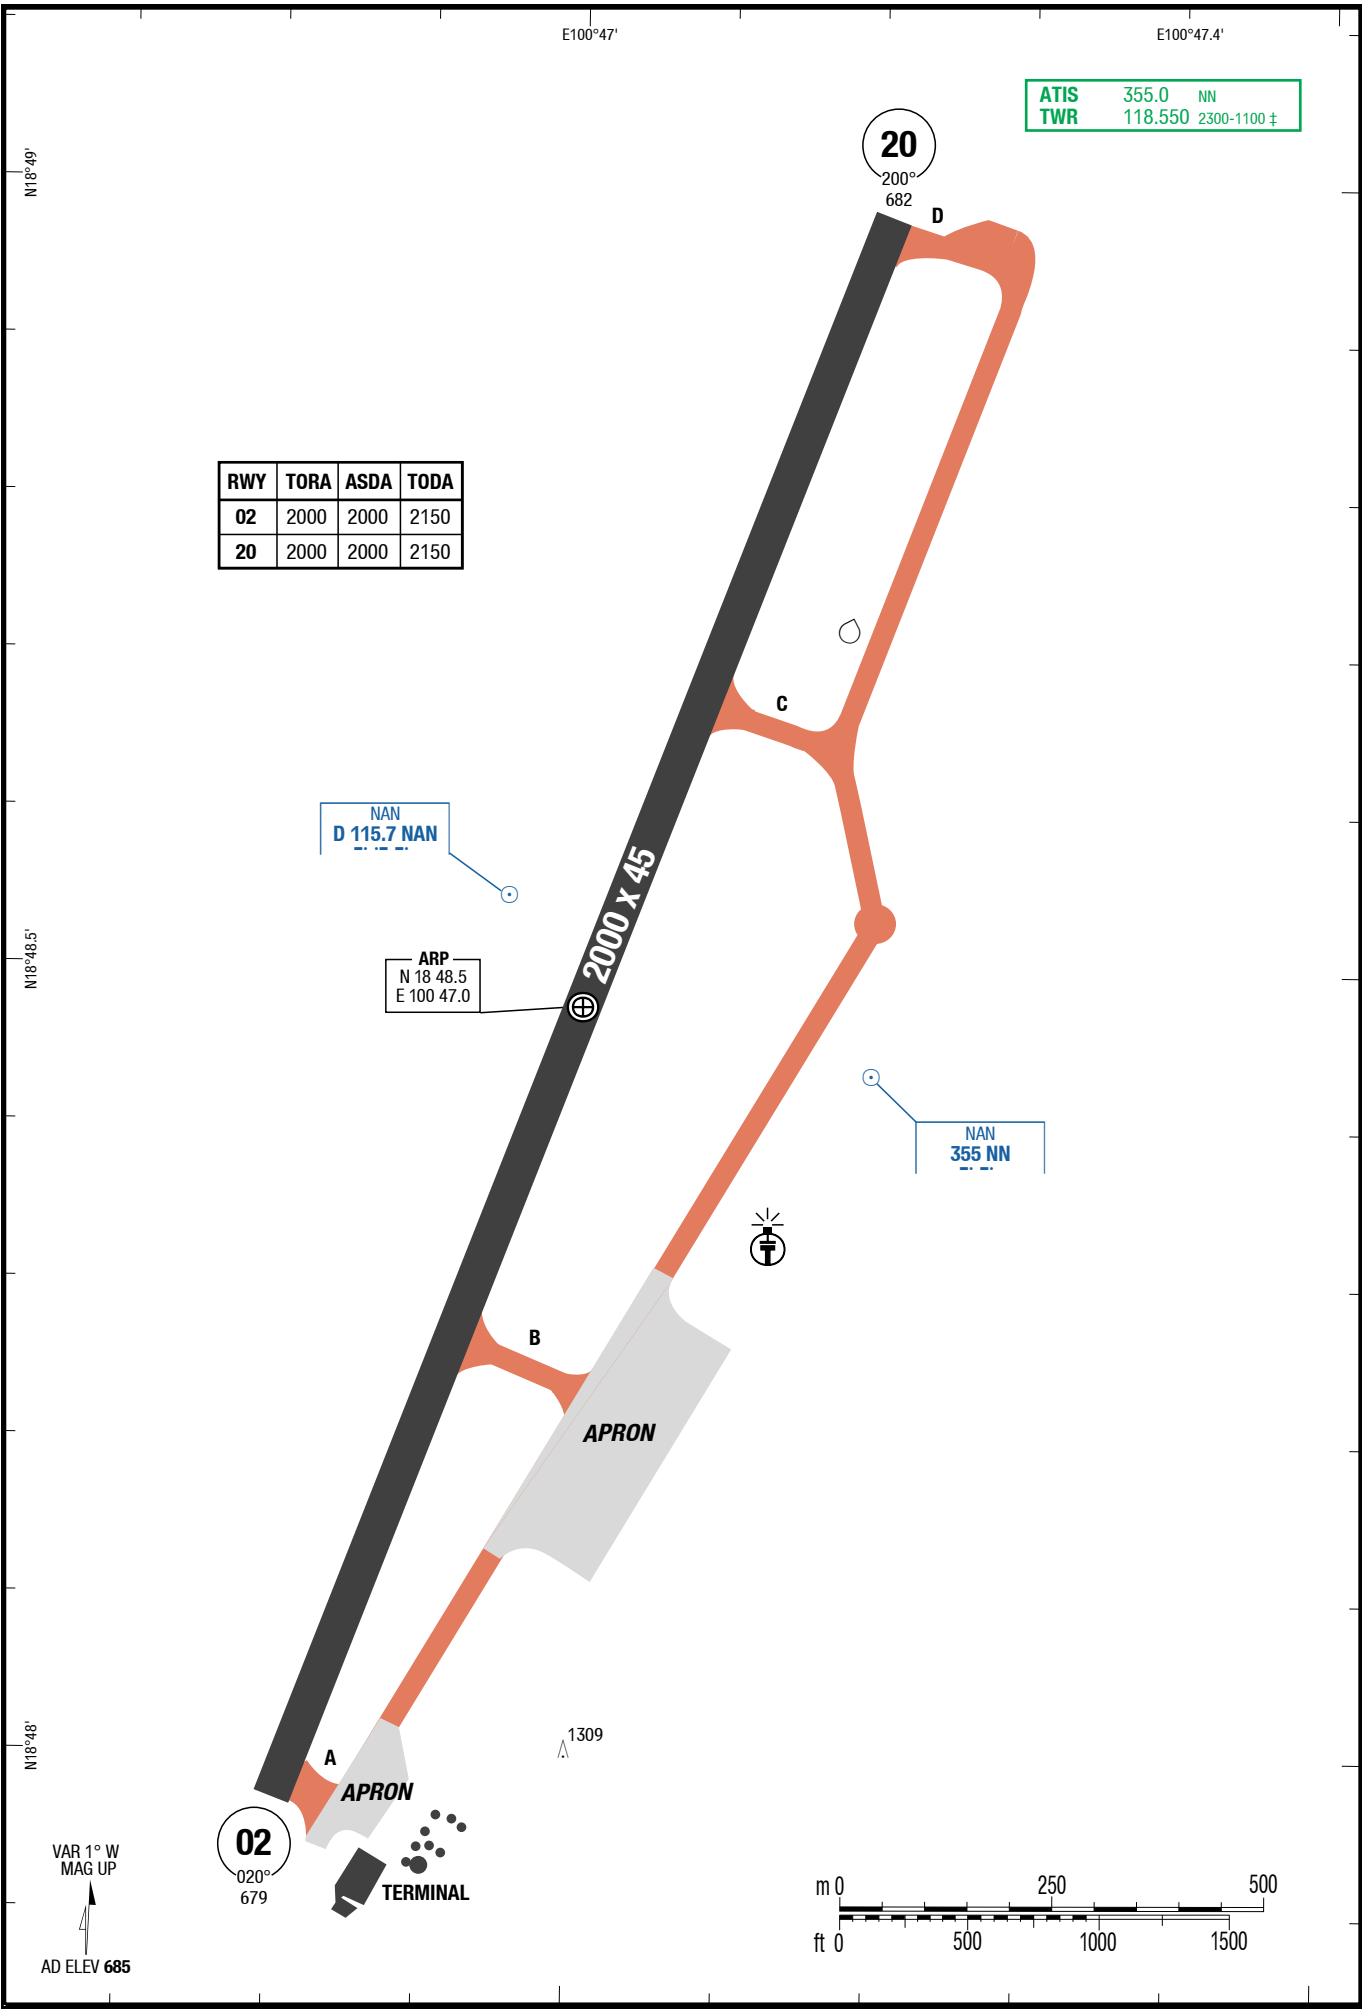 E100°47'
E100°47.4'
ATIS 355.0 NN
TWR 118.550 2300-1100 ‡
N18°49'
20
200°
682
D
RWY TORA ASDA TODA
02 2000 2000 2150
20 2000 2000 2150
C
NAN
D 115.7 NAN
2000 x 45
N18°48.5'
ARP
N 18 48.5
E 100 47.0
NAN
355 NN
B
APRON
N18°48'
1309
A
APRON
02
020°
679
TERMINAL
VAR 1° W
MAG UP
AD ELEV 685
m 0 250 500
ft 0 500 1000 1500